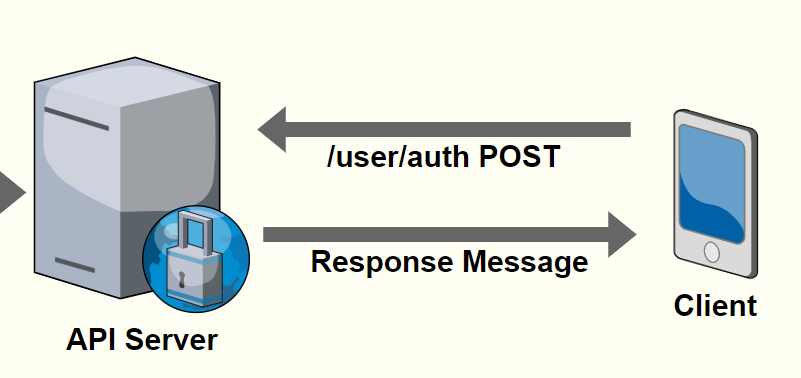 /user/auth POST
Response Message
API Server
Client